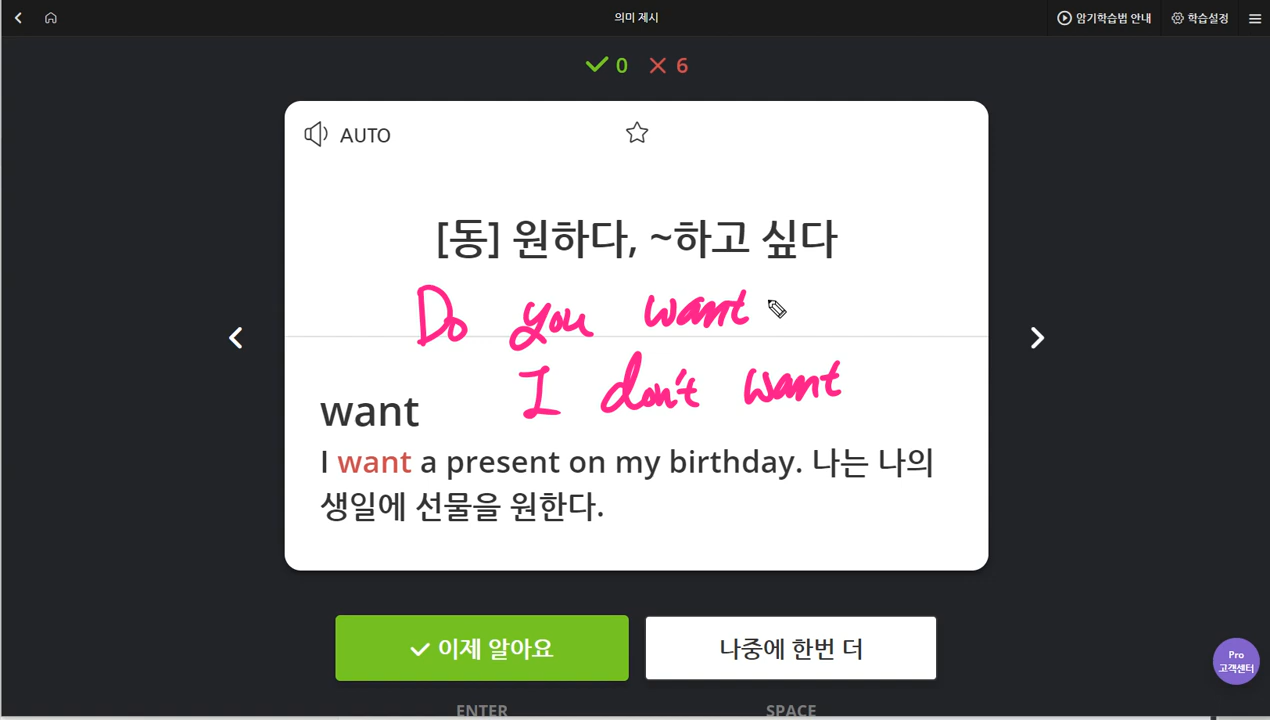 의미 제시
암기학습법 안내
학습설정
0 6
AUTO
[동] 원하다, ~하고 싶다
Do you want
I don't want
want
I want a present on my birthday. 나는 나의
생일에 선물을 원한다.
이제 알아요
나중에 한번 더
Pro
고객센터
ENTER
SPACE